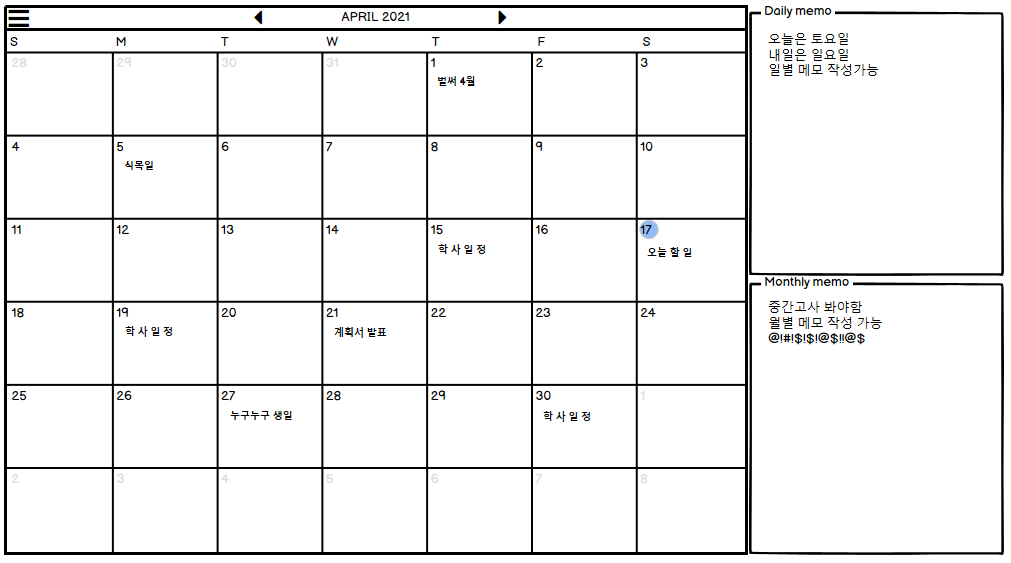 APRIL 2021
S M T W T F S
28 29 30 31 1 2 3
벌써 4월
4 5 6 7 8 9 10
식목일
11 12 13 14 15 16 17
학사일정 오늘 할 일
18 19 20 21 22 23 24
학사일정 계획서 발표
25 26 27 28 29 30 1
누구누구 생일 학사일정
2 3 4 5 6 7 8
Daily memo
오늘은 토요일
내일은 일요일
일별 메모 작성가능
Monthly memo
중간고사 봐야함
월별 메모 작성 가능
@!#!$!$!@$!!@$